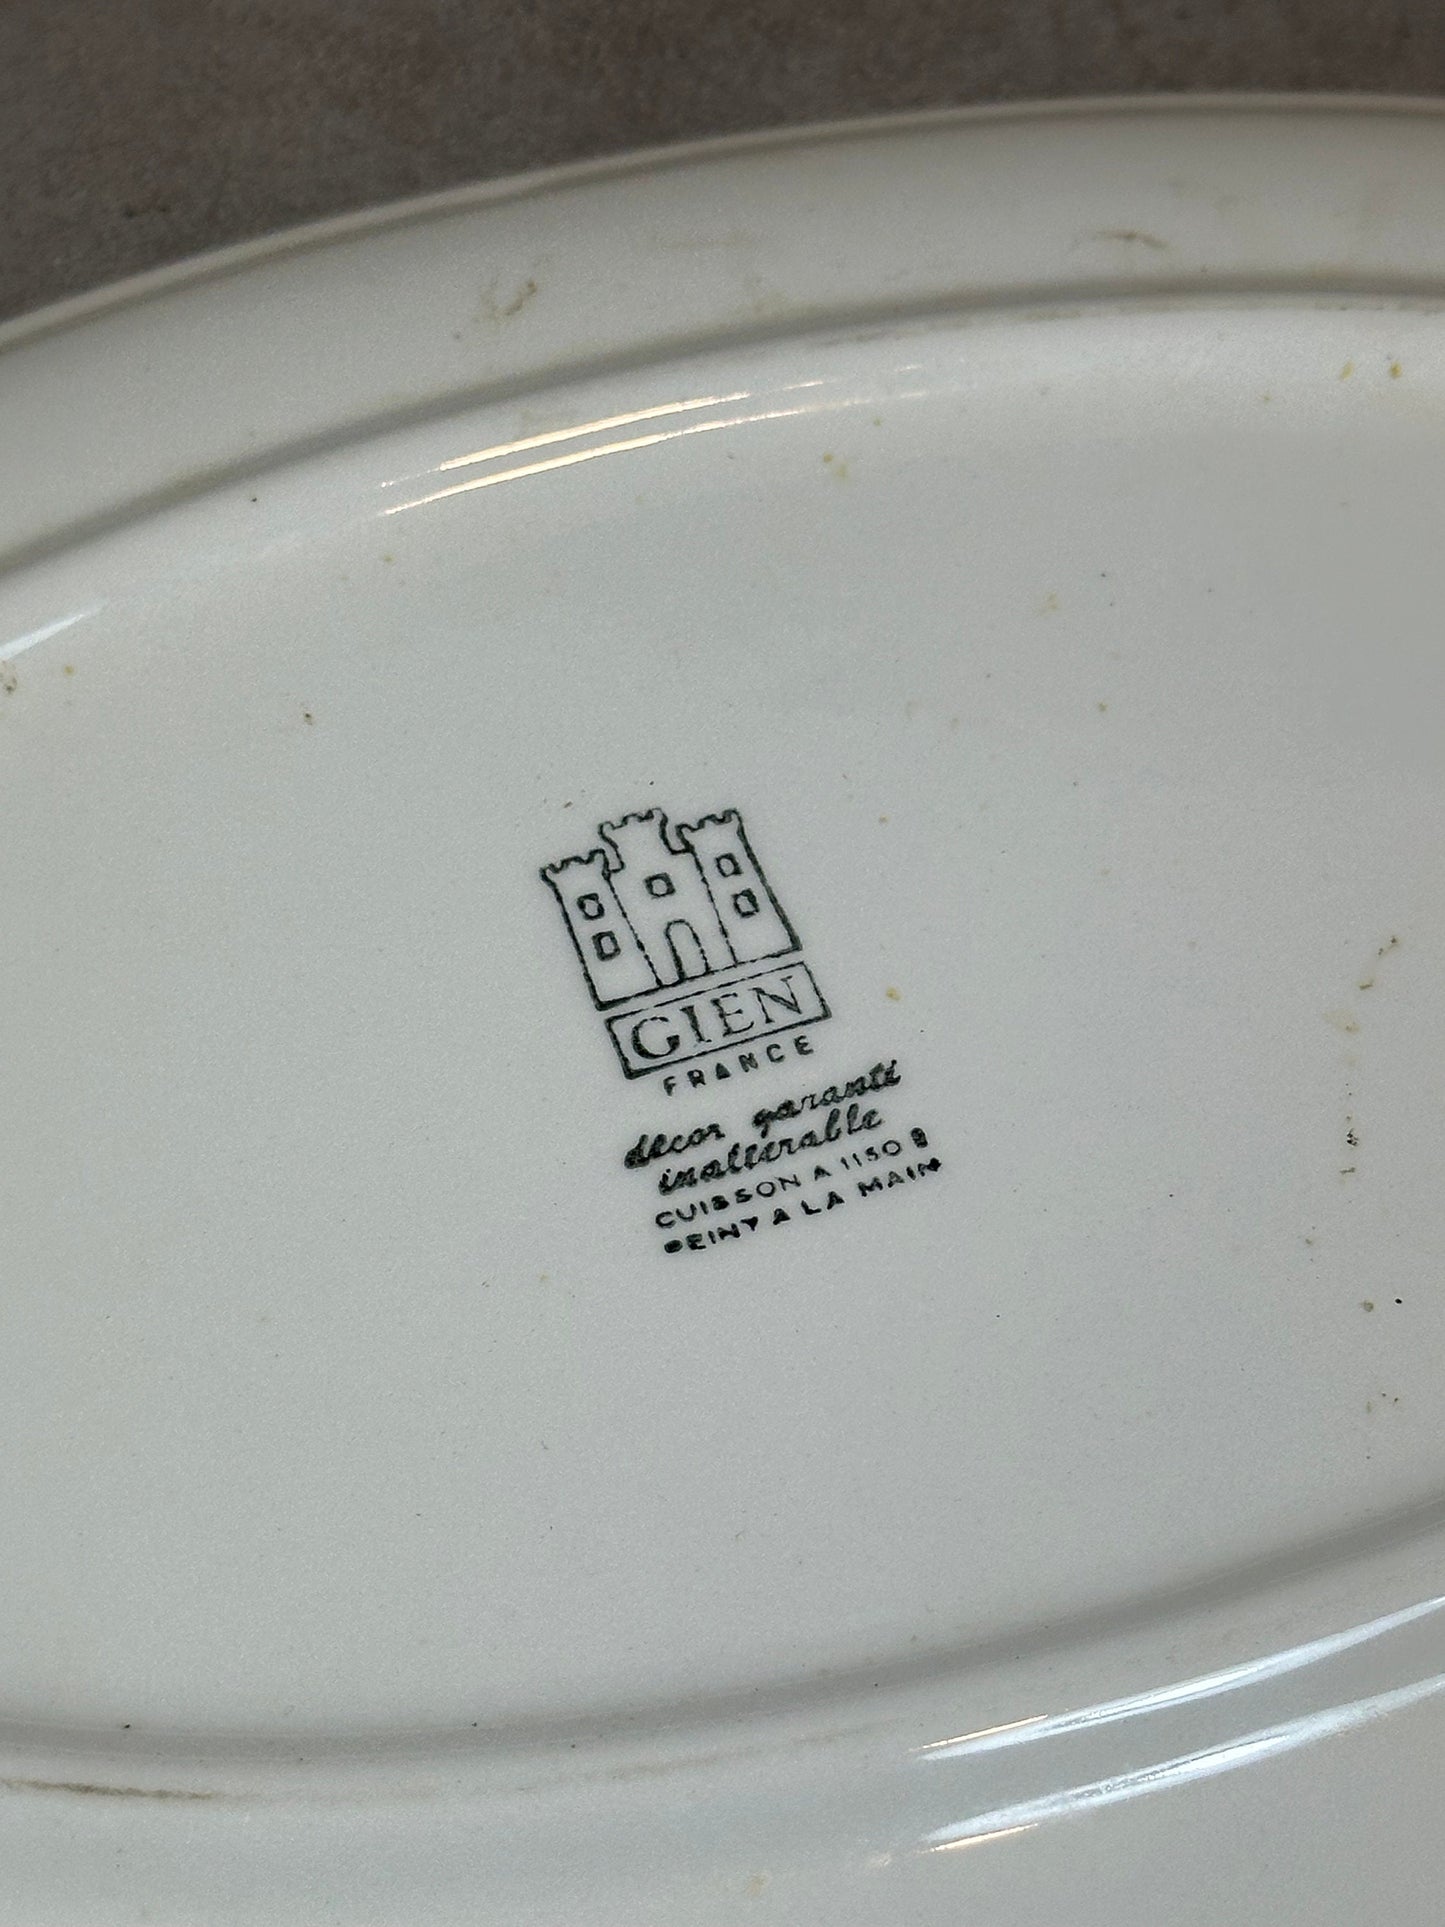 GIEN
FRANCE
décor garanti
inaltérable
CUISSON A 1150 º
PEINT A LA MAIN